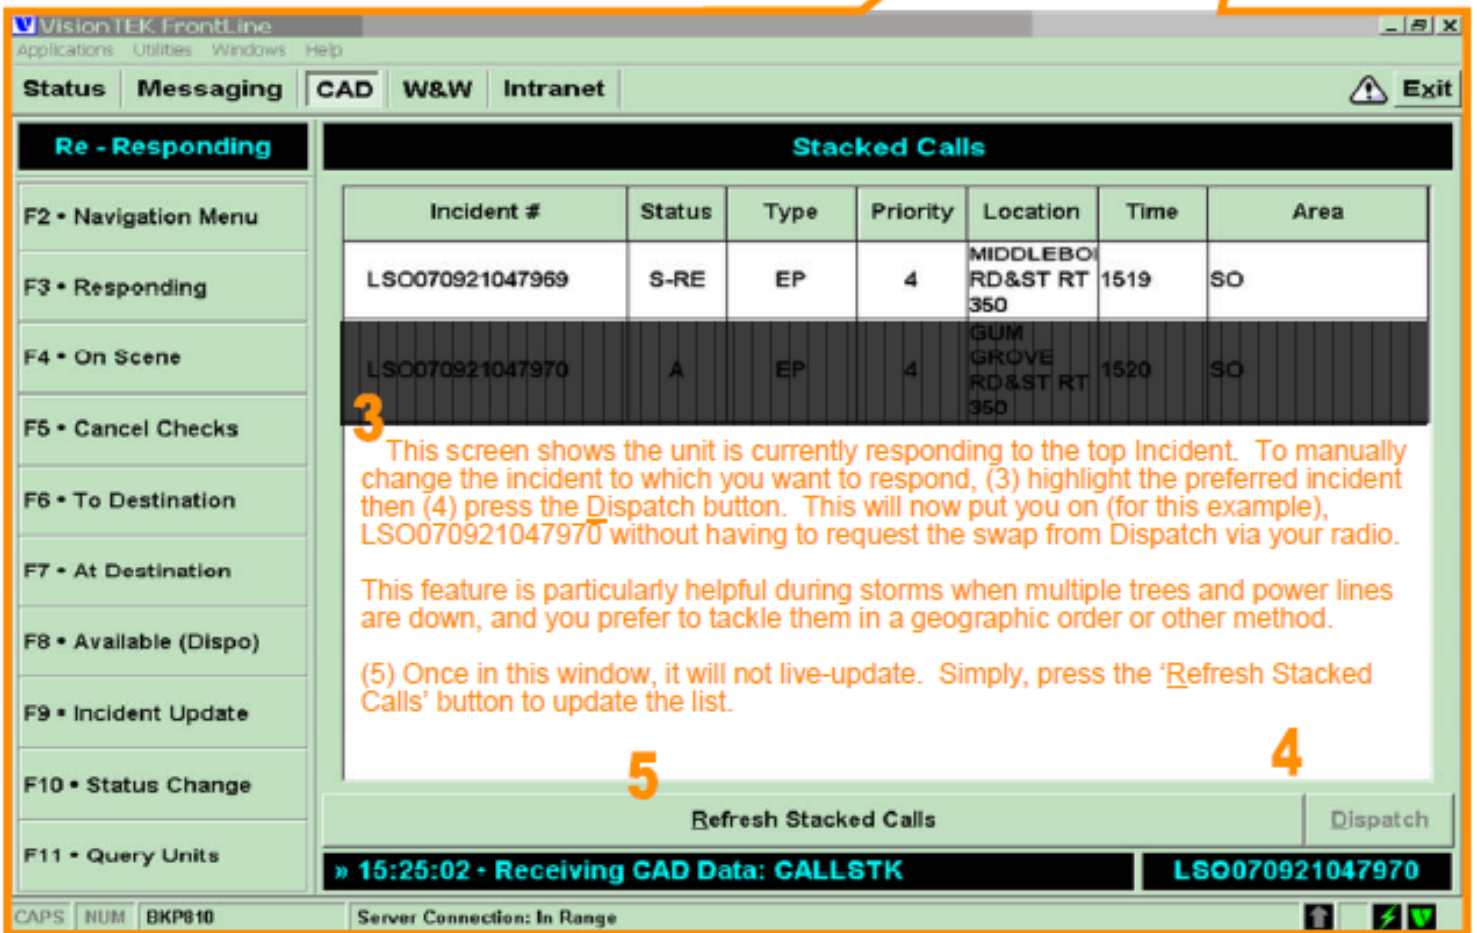 VisionTEK FrontLine
Applications Utilities Windows Help
Status Messaging CAD W&W Intranet Exit
Re - Responding
Stacked Calls
F2 • Navigation Menu
F3 • Responding
F4 • On Scene
F5 • Cancel Checks
F6 • To Destination
F7 • At Destination
F8 • Available (Dispo)
F9 • Incident Update
F10 • Status Change
F11 • Query Units
Incident # Status Type Priority Location Time Area
LSO070921047969 S-RE EP 4 MIDDLEBO RD&ST RT 350 1519 SO
LSO070921047970 A EP 4 GUM GROVE RD&ST RT 350 1520 SO
3
This screen shows the unit is currently responding to the top Incident. To manually
change the incident to which you want to respond, (3) highlight the preferred incident
then (4) press the Dispatch button. This will now put you on (for this example),
LSO070921047970 without having to request the swap from Dispatch via your radio.
This feature is particularly helpful during storms when multiple trees and power lines
are down, and you prefer to tackle them in a geographic order or other method.
(5) Once in this window, it will not live-update. Simply, press the ‘Refresh Stacked
Calls’ button to update the list.
5
4
Refresh Stacked Calls
Dispatch
» 15:25:02 • Receiving CAD Data: CALLSTK
LSO070921047970
CAPS NUM BKP810 Server Connection: In Range